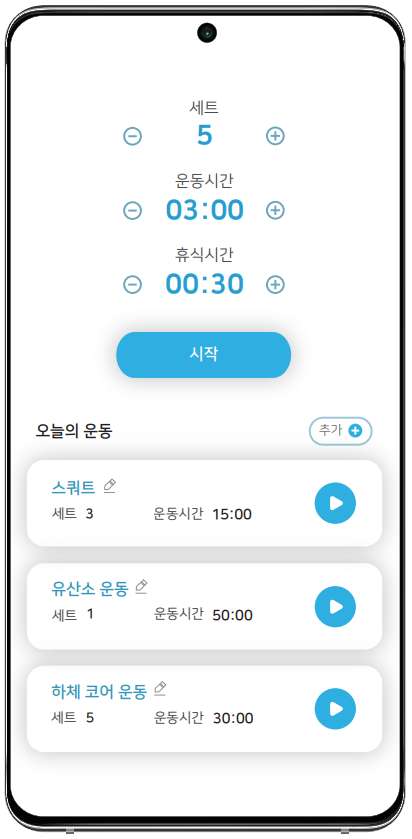 세트
5
운동시간
03:00
휴식시간
00:30
시작
오늘의 운동 추가
스쿼트
세트 3 운동시간 15:00
유산소 운동
세트 1 운동시간 50:00
하체 코어 운동
세트 5 운동시간 30:00